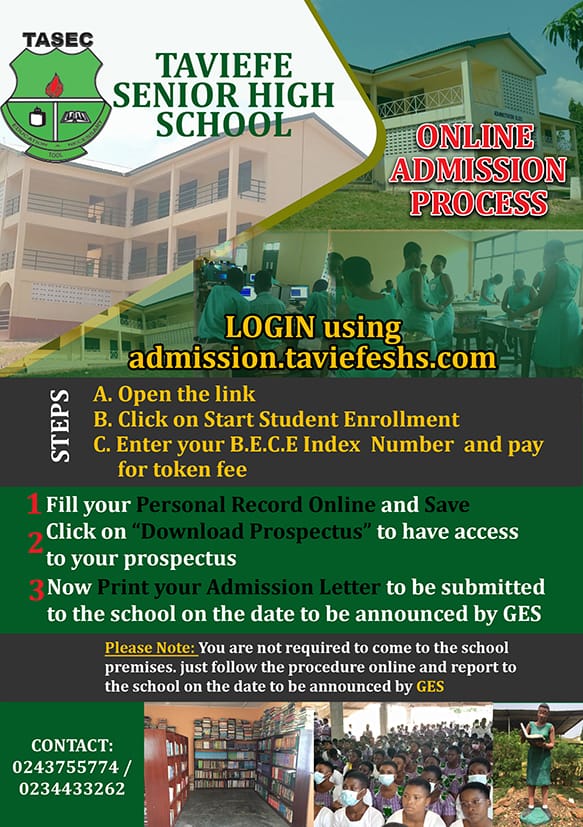 TASEC
EDUCATION IS NECESSARY
TOOL
TAVIEFE
SENIOR HIGH
SCHOOL
ONLINE
ADMISSION
PROCESS
LOGIN using
admission.taviefeshs.com
STEPS
A. Open the link
B. Click on Start Student Enrollment
C. Enter your B.E.C.E Index Number and pay
for token fee
1 Fill your Personal Record Online and Save
2 Click on “Download Prospectus” to have access
to your prospectus
3 Now Print your Admission Letter to be submitted
to the school on the date to be announced by GES
Please Note: You are not required to come to the school
premises. just follow the procedure online and report to
the school on the date to be announced by GES
CONTACT:
0243755774 /
0234433262